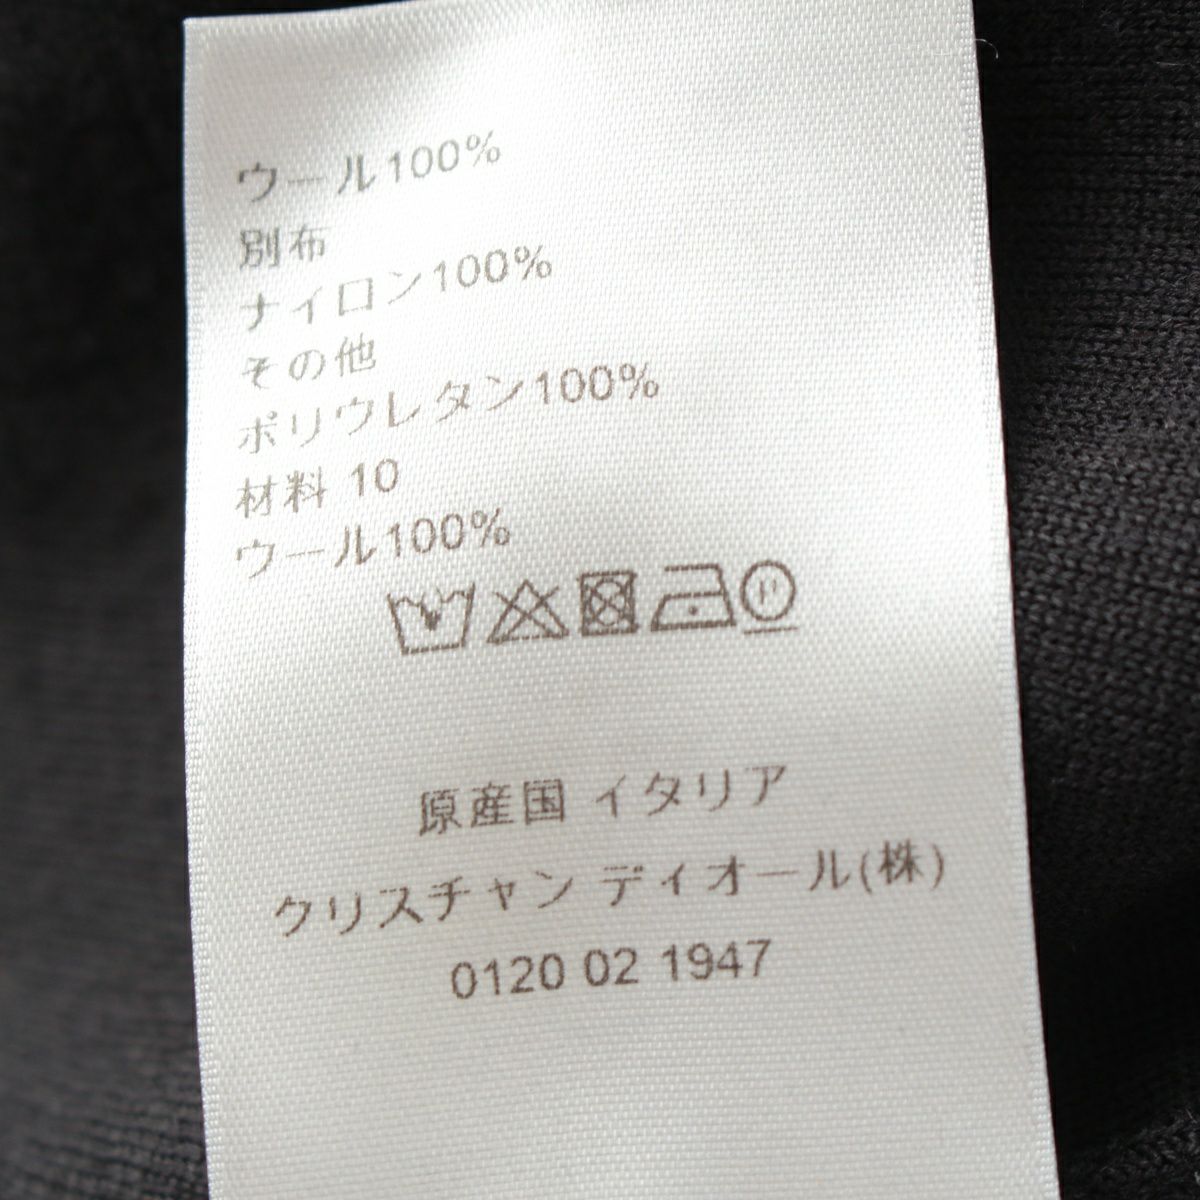 ウール100%
別布
ナイロン100%
その他
ポリウレタン100%
材料 10
ウール100%
P
原産国 イタリア
クリスチャン ディオール(株)
0120 02 1947